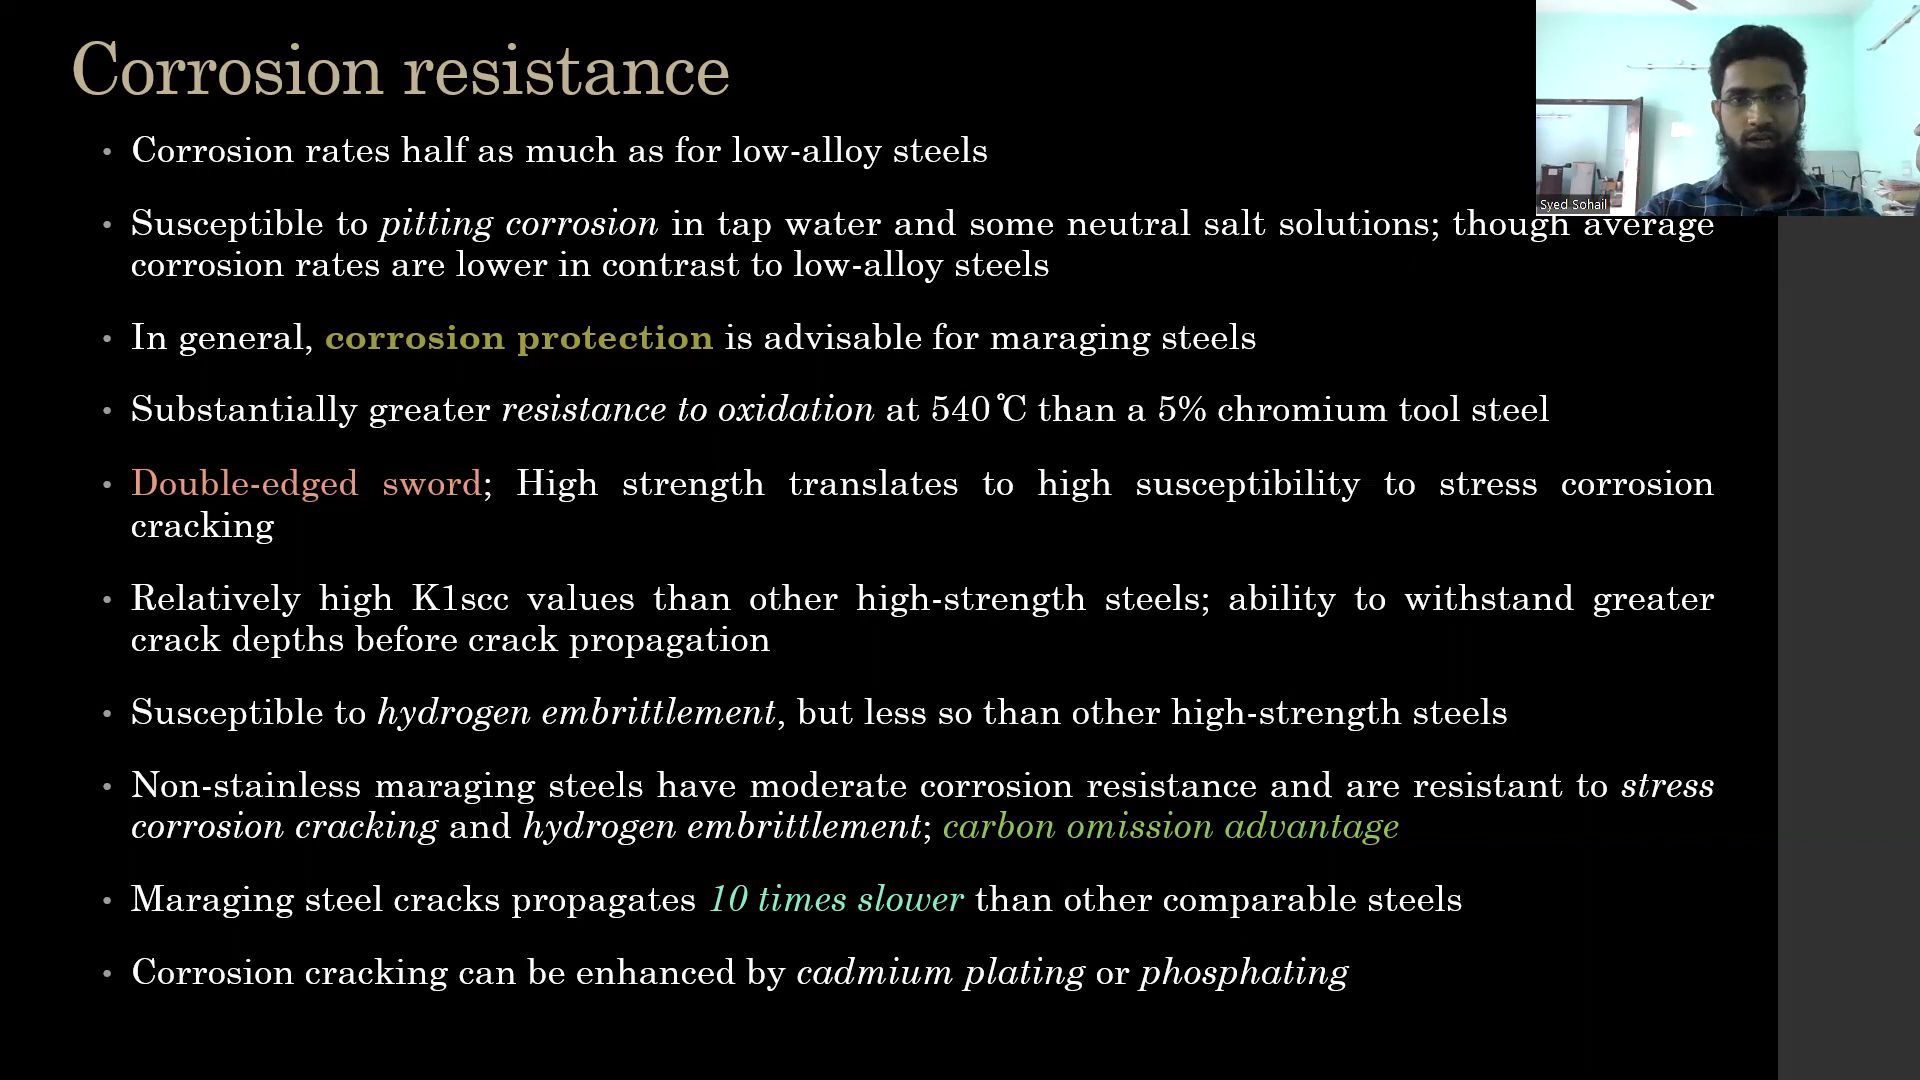 Corrosion resistance
• Corrosion rates half as much as for low-alloy steels
• Susceptible to pitting corrosion in tap water and some neutral salt solutions; though average
corrosion rates are lower in contrast to low-alloy steels
• In general, corrosion protection is advisable for maraging steels
• Substantially greater resistance to oxidation at 540℃ than a 5% chromium tool steel
• Double-edged sword; High strength translates to high susceptibility to stress corrosion
cracking
• Relatively high K1scc values than other high-strength steels; ability to withstand greater
crack depths before crack propagation
• Susceptible to hydrogen embrittlement, but less so than other high-strength steels
• Non-stainless maraging steels have moderate corrosion resistance and are resistant to stress
corrosion cracking and hydrogen embrittlement; carbon omission advantage
• Maraging steel cracks propagates 10 times slower than other comparable steels
• Corrosion cracking can be enhanced by cadmium plating or phosphating
Syed Sohail